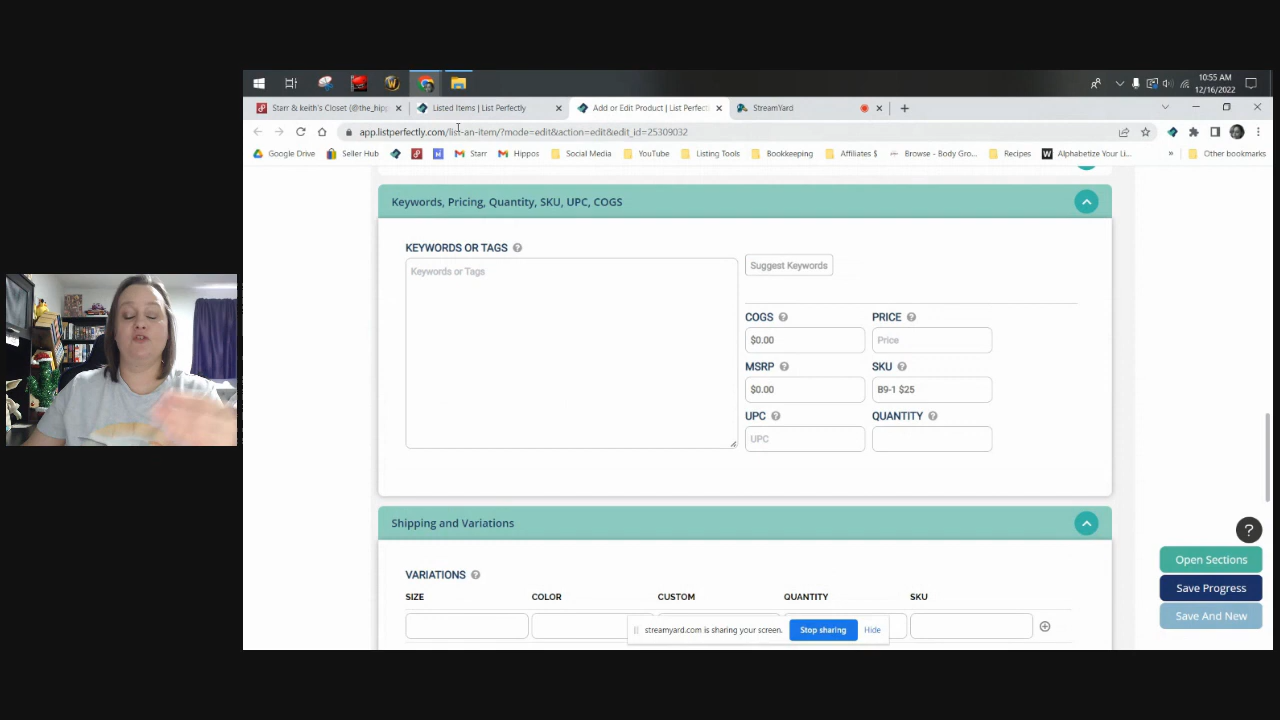 10:55 AM
12/16/2022
Starr & keith's Closet (@the_hipp
Listed Items | List Perfectly
Add or Edit Product | List Perfect
StreamYard
app.listperfectly.com/list-an-item/?mode=edit&action=edit&edit_id=25309032
Google Drive
Seller Hub
Starr
Hippos
Social Media
YouTube
Listing Tools
Bookkeeping
Affiliates $
Browse - Body Gro...
Recipes
Alphabetize Your Li...
»
Other bookmarks
Keywords, Pricing, Quantity, SKU, UPC, COGS
KEYWORDS OR TAGS
Keywords or Tags
Suggest Keywords
COGS
PRICE
$0.00
Price
MSRP
SKU
$0.00
B9-1 $25
UPC
QUANTITY
UPC
Shipping and Variations
VARIATIONS
SIZE
COLOR
CUSTOM
QUANTITY
SKU
streamyard.com is sharing your screen.
Stop sharing
Hide
?
Open Sections
Save Progress
Save And New